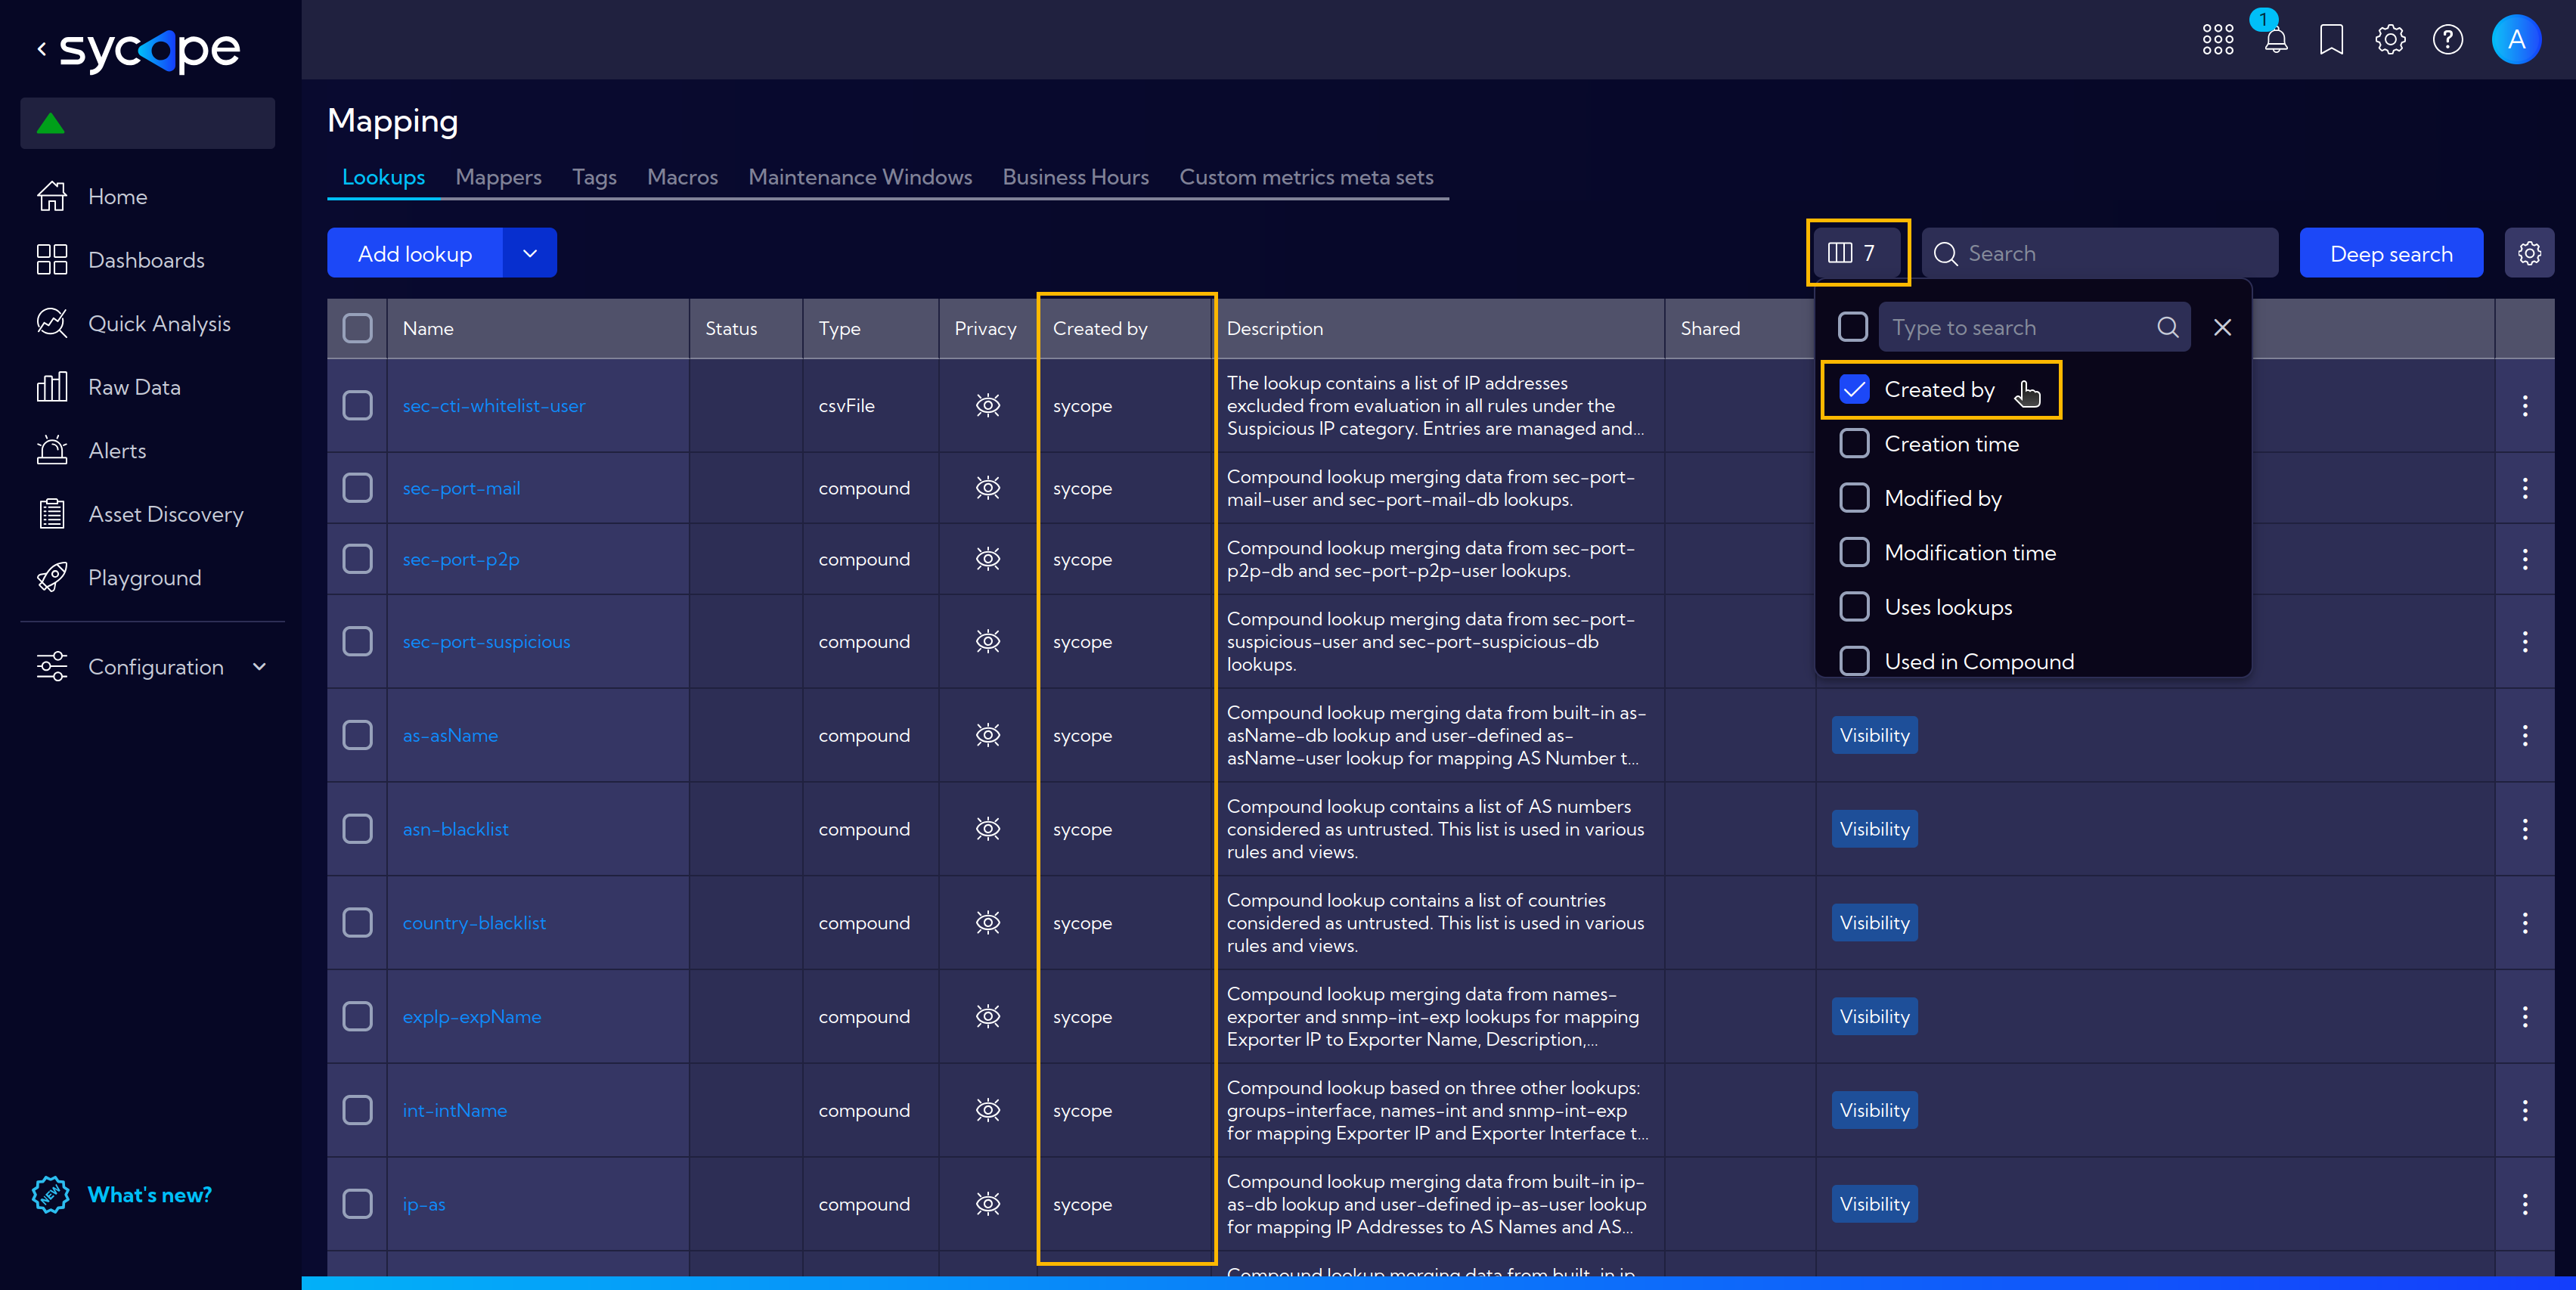 sycope
1
A
Home
Dashboards
Quick Analysis
Raw Data
Alerts
Asset Discovery
Playground
Configuration
NEW
What's new?
Mapping
Lookups
Mappers
Tags
Macros
Maintenance Windows
Business Hours
Custom metrics meta sets
Add lookup
7
Search
Deep search
Name
Status
Type
Privacy
Created by
Description
Shared
Type to search
Created by
Creation time
Modified by
Modification time
Uses lookups
Used in Compound
sec-cti-whitelist-user
csvFile
sycope
The lookup contains a list of IP addresses
excluded from evaluation in all rules under the
Suspicious IP category. Entries are managed and...
sec-port-mail
compound
sycope
Compound lookup merging data from sec-port-
mail-user and sec-port-mail-db lookups.
sec-port-p2p
compound
sycope
Compound lookup merging data from sec-port-
p2p-db and sec-port-p2p-user lookups.
sec-port-suspicious
compound
sycope
Compound lookup merging data from sec-port-
suspicious-user and sec-port-suspicious-db
lookups.
as-asName
compound
sycope
Compound lookup merging data from built-in as-
asName-db lookup and user-defined as-
asName-user lookup for mapping AS Number t...
Visibility
asn-blacklist
compound
sycope
Compound lookup contains a list of AS numbers
considered as untrusted. This list is used in various
rules and views.
Visibility
country-blacklist
compound
sycope
Compound lookup contains a list of countries
considered as untrusted. This list is used in various
rules and views.
Visibility
expIp-expName
compound
sycope
Compound lookup merging data from names-
exporter and snmp-int-exp lookups for mapping
Exporter IP to Exporter Name, Description,...
Visibility
int-intName
compound
sycope
Compound lookup based on three other lookups:
groups-interface, names-int and snmp-int-exp
for mapping Exporter IP and Exporter Interface t...
Visibility
ip-as
compound
sycope
Compound lookup merging data from built-in ip-
as-db lookup and user-defined ip-as-user lookup
for mapping IP Addresses to AS Names and AS...
Visibility
Compound lookup merging data from built-in ip-